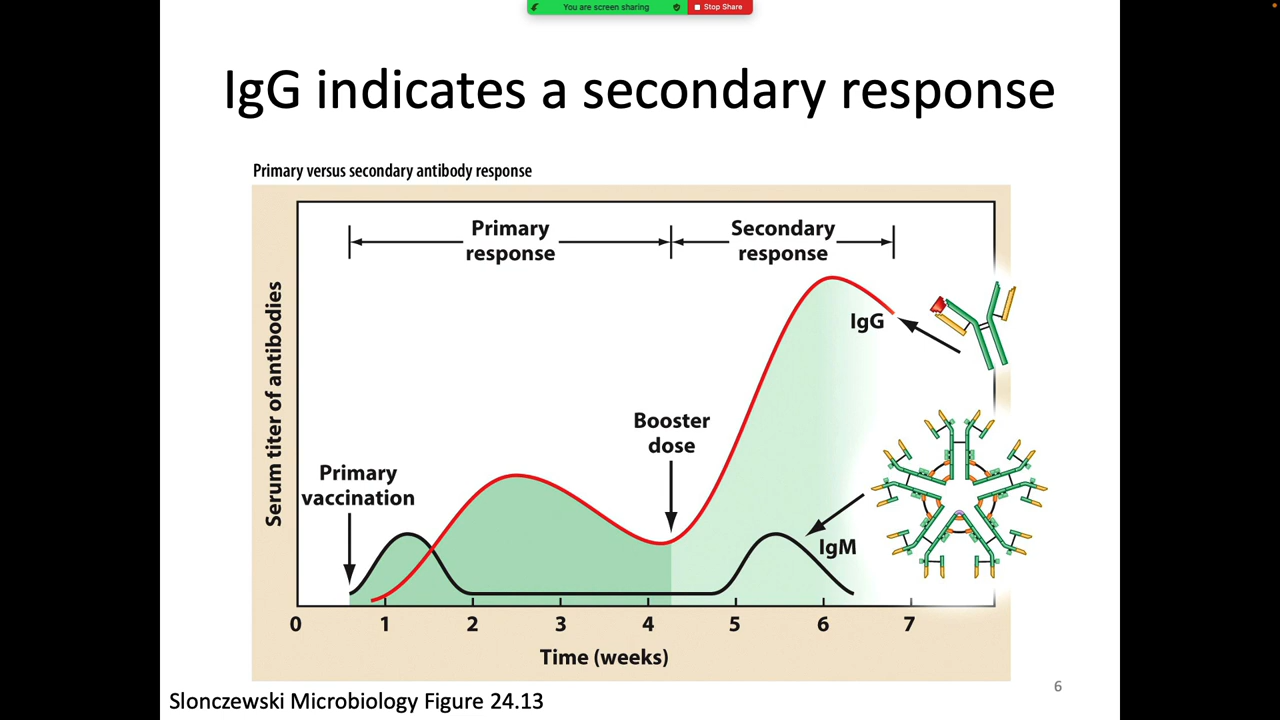 You are screen sharing
Stop Share
IgG indicates a secondary response
Primary versus secondary antibody response
Primary
response
Secondary
response
Serum titer of antibodies
IgG
Booster
dose
Primary
vaccination
IgM
0 1 2 3 4 5 6 7
Time (weeks)
6
Slonczewski Microbiology Figure 24.13